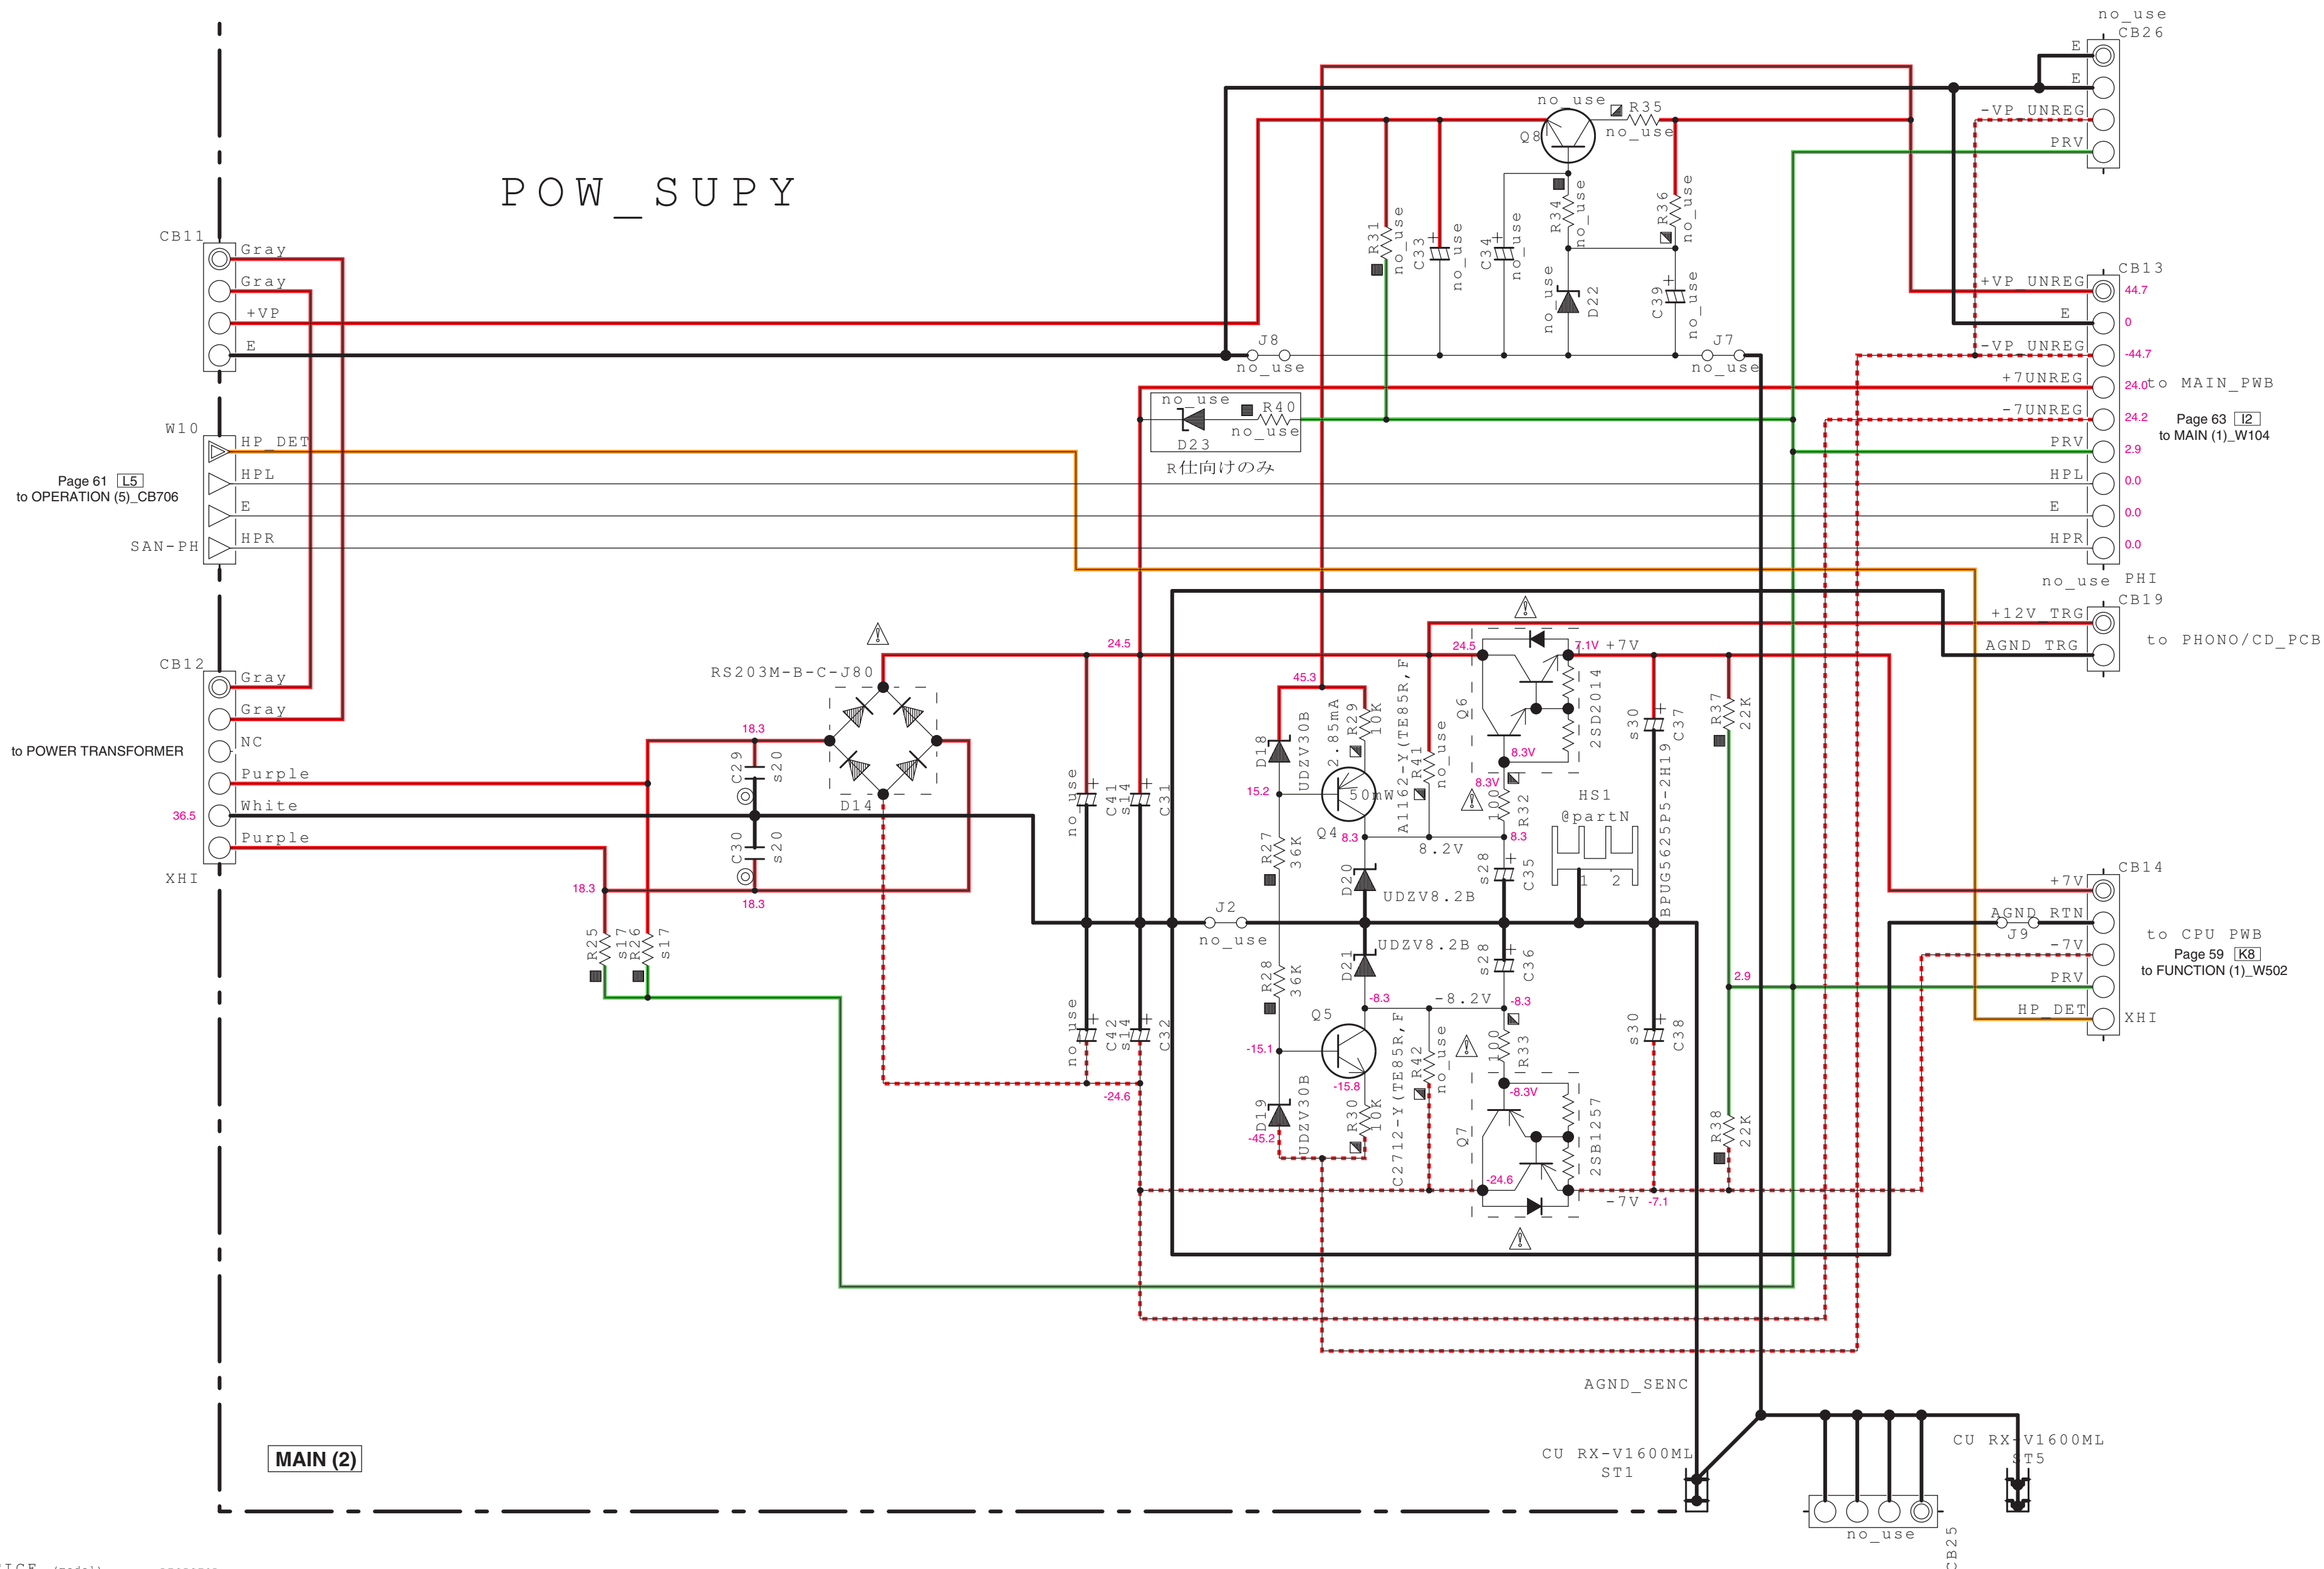 POW_SUPY
no_use
CB26
E
E
-VP_UNREG
PRV
CB11
Gray
Gray
+VP
E
no_use
Q8
R35
no_use
R31
no_use
C33
no_use
C34
no_use
R34
no_use
R36
no_use
no_use
D22
C39
no_use
J8
no_use
J7
no_use
CB13
+VP_UNREG
44.7
E
0
-VP_UNREG
-44.7
+7UNREG
24.0
to MAIN_PWB
-7UNREG
24.2
Page 63 I2
to MAIN (1)_W104
PRV
2.9
HPL
0.0
E
0.0
HPR
0.0
no_use
D23
R40
no_use
R仕向けのみ
W10
HP_DET
HPL
E
HPR
SAN-PH
Page 61 L5
to OPERATION (5)_CB706
no_use PHI
CB19
+12V_TRG
AGND_TRG
to PHONO/CD_PCB
CB12
Gray
Gray
NC
Purple
White
Purple
XHI
to POWER TRANSFORMER
36.5
RS203M-B-C-J80
D14
18.3
C29
s20
C30
s20
18.3
18.3
R25
s17
R26
s17
24.5
no_use
C41
s14
C31
no_use
C42
s14
C32
-24.6
J2
no_use
45.3
D18
UDZV30B
15.2
2.85mA
R29
10K
50mW
Q4
A1162-Y(TE85R,F
8.3
8.2V
R41
no_use
R27
36K
D20
UDZV8.2B
UDZV8.2B
D21
R28
36K
Q5
-8.3
-8.2V
-8.3
-15.1
-15.8
D19
UDZV30B
-45.2
R30
10K
C2712-Y(TE85R,F
R42
no_use
24.5
7.1V
+7V
Q6
2SD2014
8.3V
8.3V
100
R32
8.3
s28
C35
s28
C36
HS1
@partN
1
2
BPUG5625P5-2H19
100
R33
-8.3V
Q7
2SB1257
-24.6
-7V
-7.1
s30
C37
s30
C38
R37
22K
R38
22K
2.9
CB14
+7V
AGND_RTN
J9
-7V
PRV
HP_DET
XHI
to CPU PWB
Page 59 K8
to FUNCTION (1)_W502
AGND_SENC
CU RX-V1600ML
ST1
CU RX-V1600ML
ST5
no_use
CB25
MAIN (2)